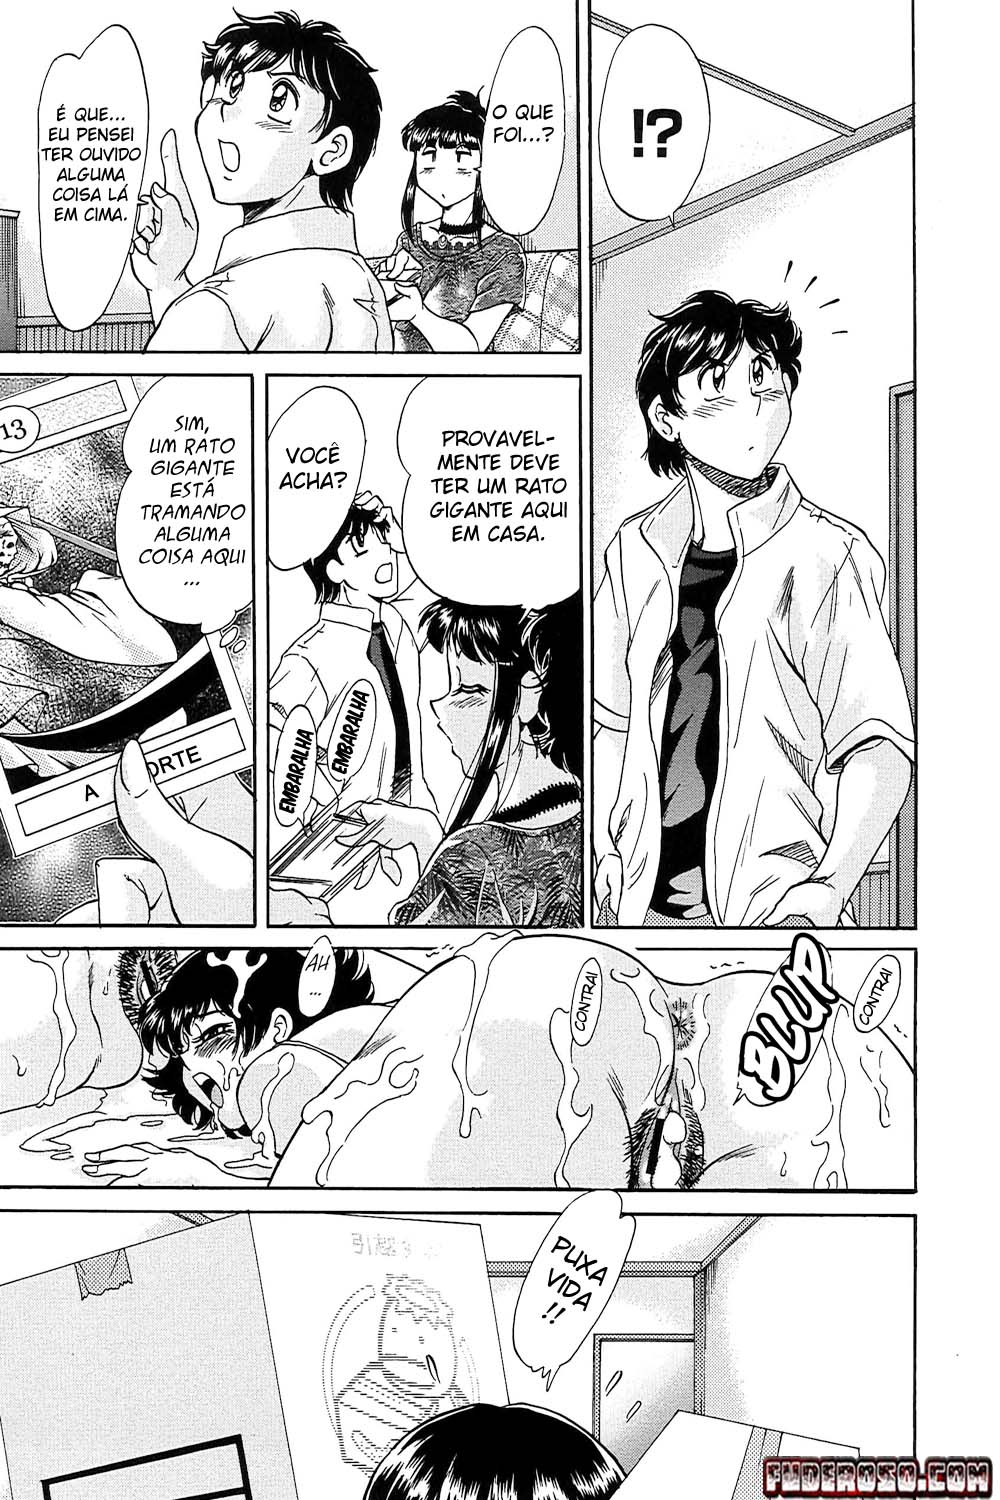 !?
O QUE
FOI...?
É QUE...
EU PENSEI
TER OUVIDO
ALGUMA
COISA LÁ
EM CIMA.
PROVAVEL-
MENTE DEVE
TER UM RATO
GIGANTE AQUI
EM CASA.
VOCÊ
ACHA?
EMBARALHA
EMBARALHA
SIM,
UM RATO
GIGANTE
ESTÁ
TRAMANDO
ALGUMA
COISA AQUI
...
13
A ORTE
BLUP
CONTRAI
CONTRAI
AH
...
PUXA
VIDA
!!
FUDEROSO.COM